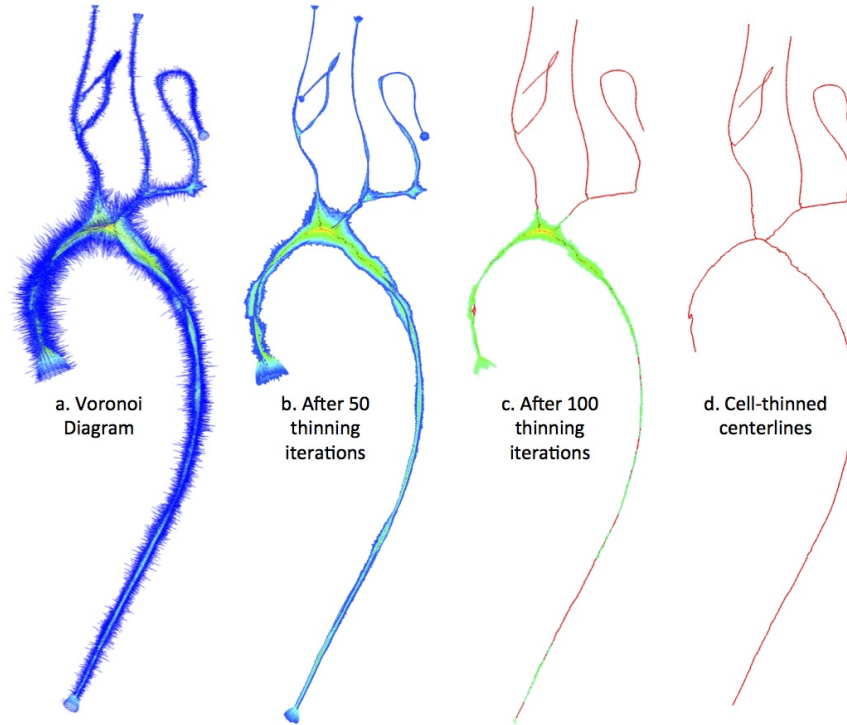 a. Voronoi
Diagram
b. After 50
thinning
iterations
c. After 100
thinning
iterations
d. Cell-thinned
centerlines